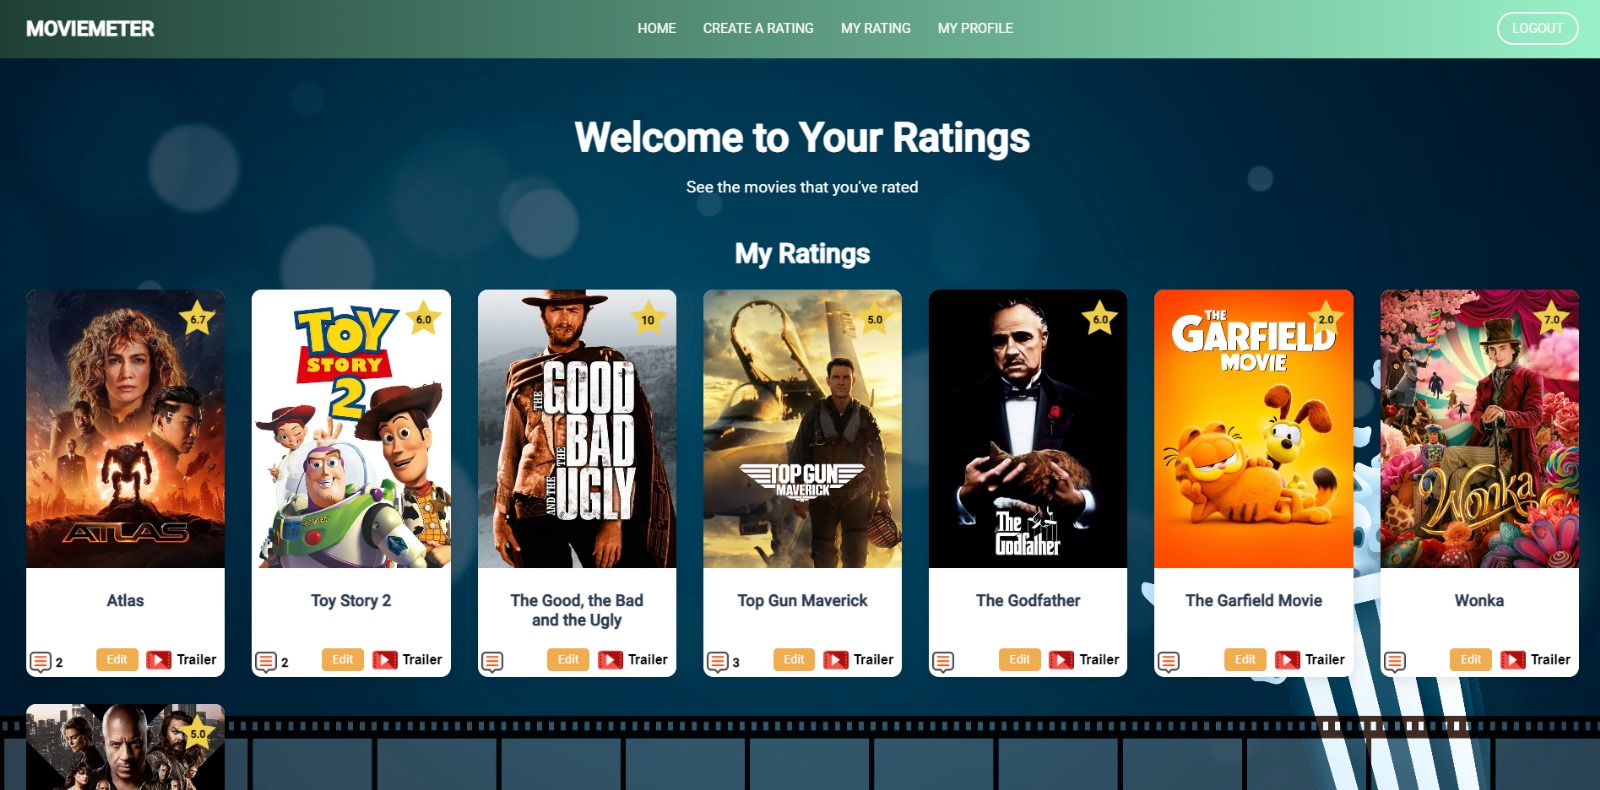 MOVIEMETER
HOME
CREATE A RATING
MY RATING
MY PROFILE
LOGOUT
Welcome to Your Ratings
See the movies that you've rated
My Ratings
6.7
ATLAS
Atlas
2
Edit
Trailer
6.0
TOY
STORY
2
Toy Story 2
2
Edit
Trailer
10
THE GOOD
THE BAD
AND THE UGLY
The Good, the Bad
and the Ugly
Edit
Trailer
5.0
TOP GUN
MAVERICK
Top Gun Maverick
3
Edit
Trailer
6.0
The
Godfather
The Godfather
Edit
Trailer
2.0
THE
GARFIELD
MOVIE
The Garfield Movie
Edit
Trailer
7.0
Wonka
Wonka
Edit
Trailer
5.0